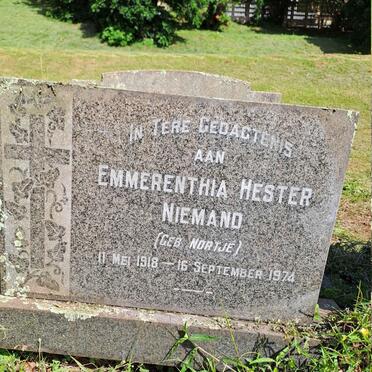 In Tere Gedagtenis
aan
Emmerenthia Hester
Niemand
(geb Nortje)
11 Mei 1918 — 16 September 1974